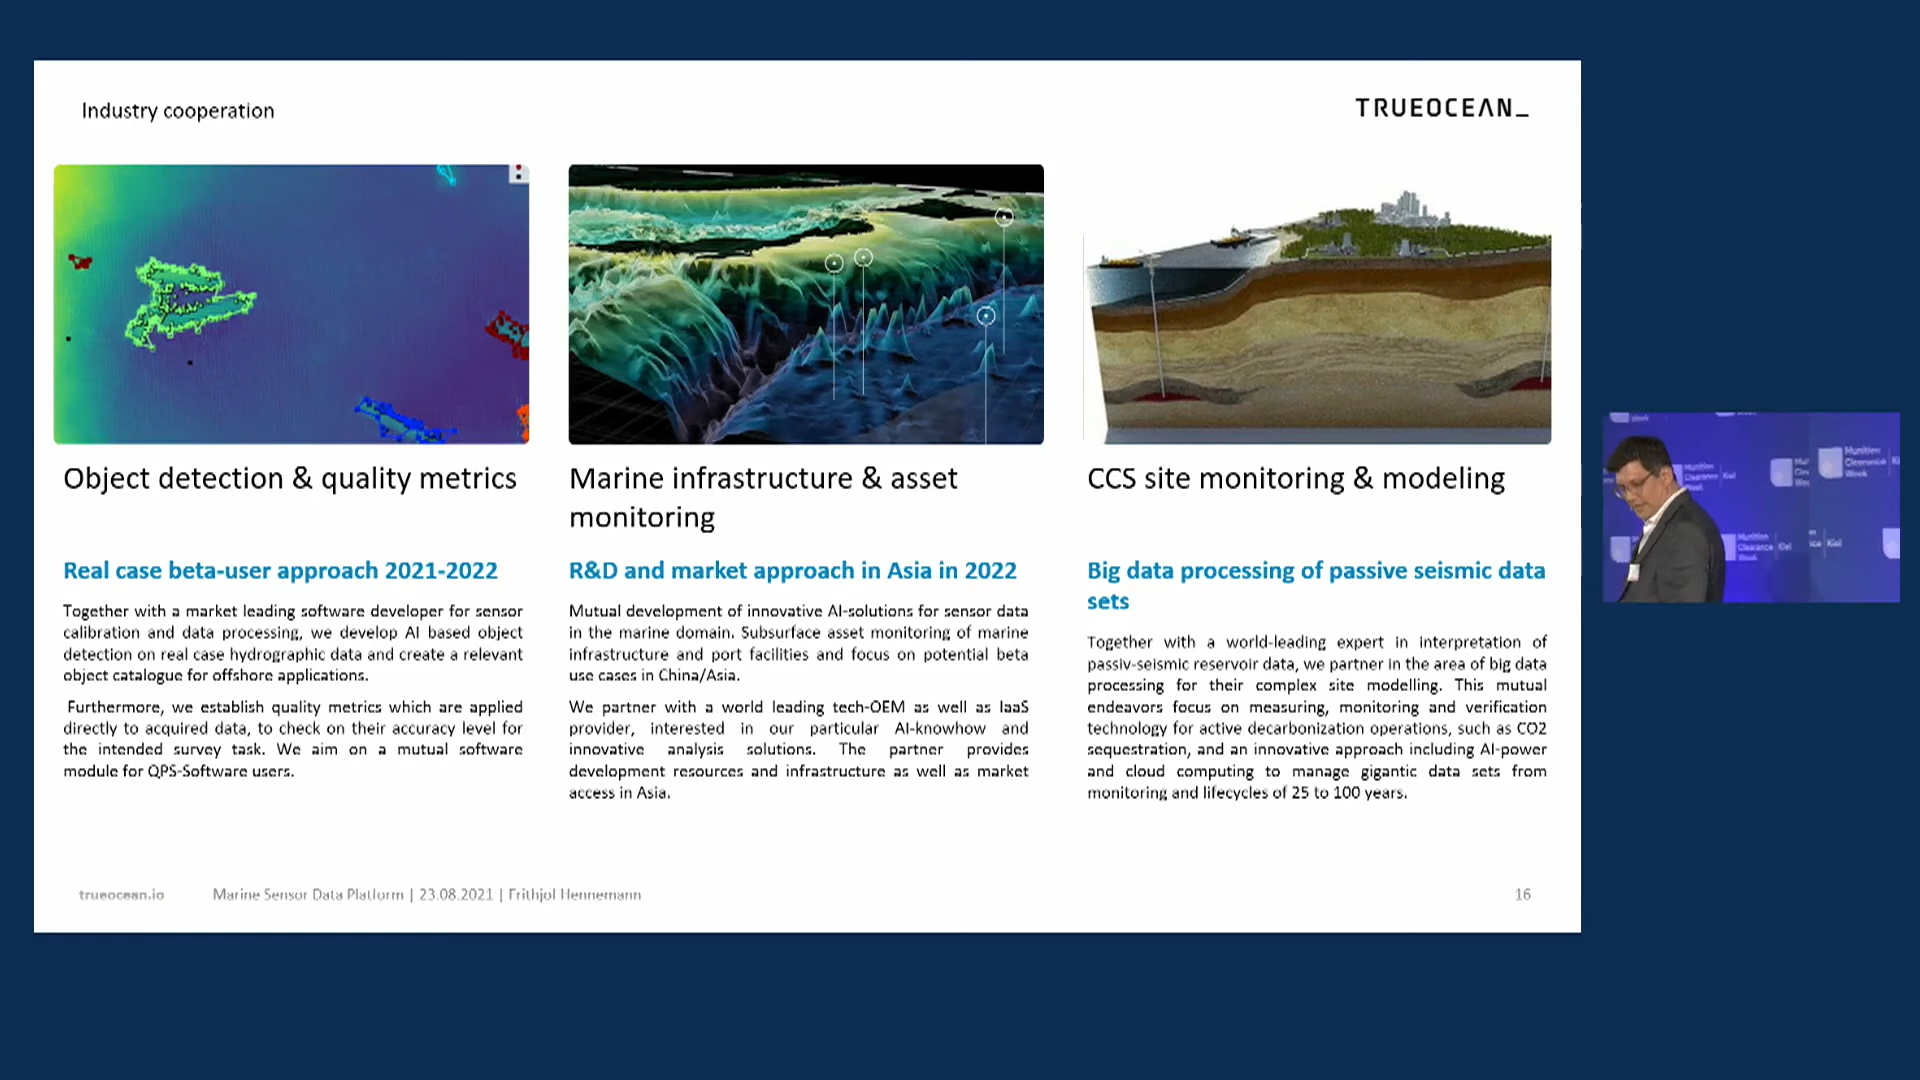 Industry cooperation
TRUEOCEAN_
Object detection & quality metrics
Real case beta-user approach 2021-2022
Together with a market leading software developer for sensor
calibration and data processing, we develop AI based object
detection on real case hydrographic data and create a relevant
object catalogue for offshore applications.
Furthermore, we establish quality metrics which are applied
directly to acquired data, to check on their accuracy level for
the intended survey task. We aim on a mutual software
module for QPS-Software users.
Marine infrastructure & asset
monitoring
R&D and market approach in Asia in 2022
Mutual development of innovative AI-solutions for sensor data
in the marine domain. Subsurface asset monitoring of marine
infrastructure and port facilities and focus on potential beta
use cases in China/Asia.
We partner with a world leading tech-OEM as well as IaaS
provider, interested in our particular AI-knowhow and
innovative analysis solutions. The partner provides
development resources and infrastructure as well as market
access in Asia.
CCS site monitoring & modeling
Big data processing of passive seismic data
sets
Together with a world-leading expert in interpretation of
passiv-seismic reservoir data, we partner in the area of big data
processing for their complex site modelling. This mutual
endeavors focus on measuring, monitoring and verification
technology for active decarbonization operations, such as CO2
sequestration, and an innovative approach including AI-power
and cloud computing to manage gigantic data sets from
monitoring and lifecycles of 25 to 100 years.
trueocean.io
Marine Sensor Data Platform | 23.08.2021 | Frithjof Hennemann
16
Munition
Clearance
Week
Munition
Clearance
Week
Munition
Clearance | Kiel
Week